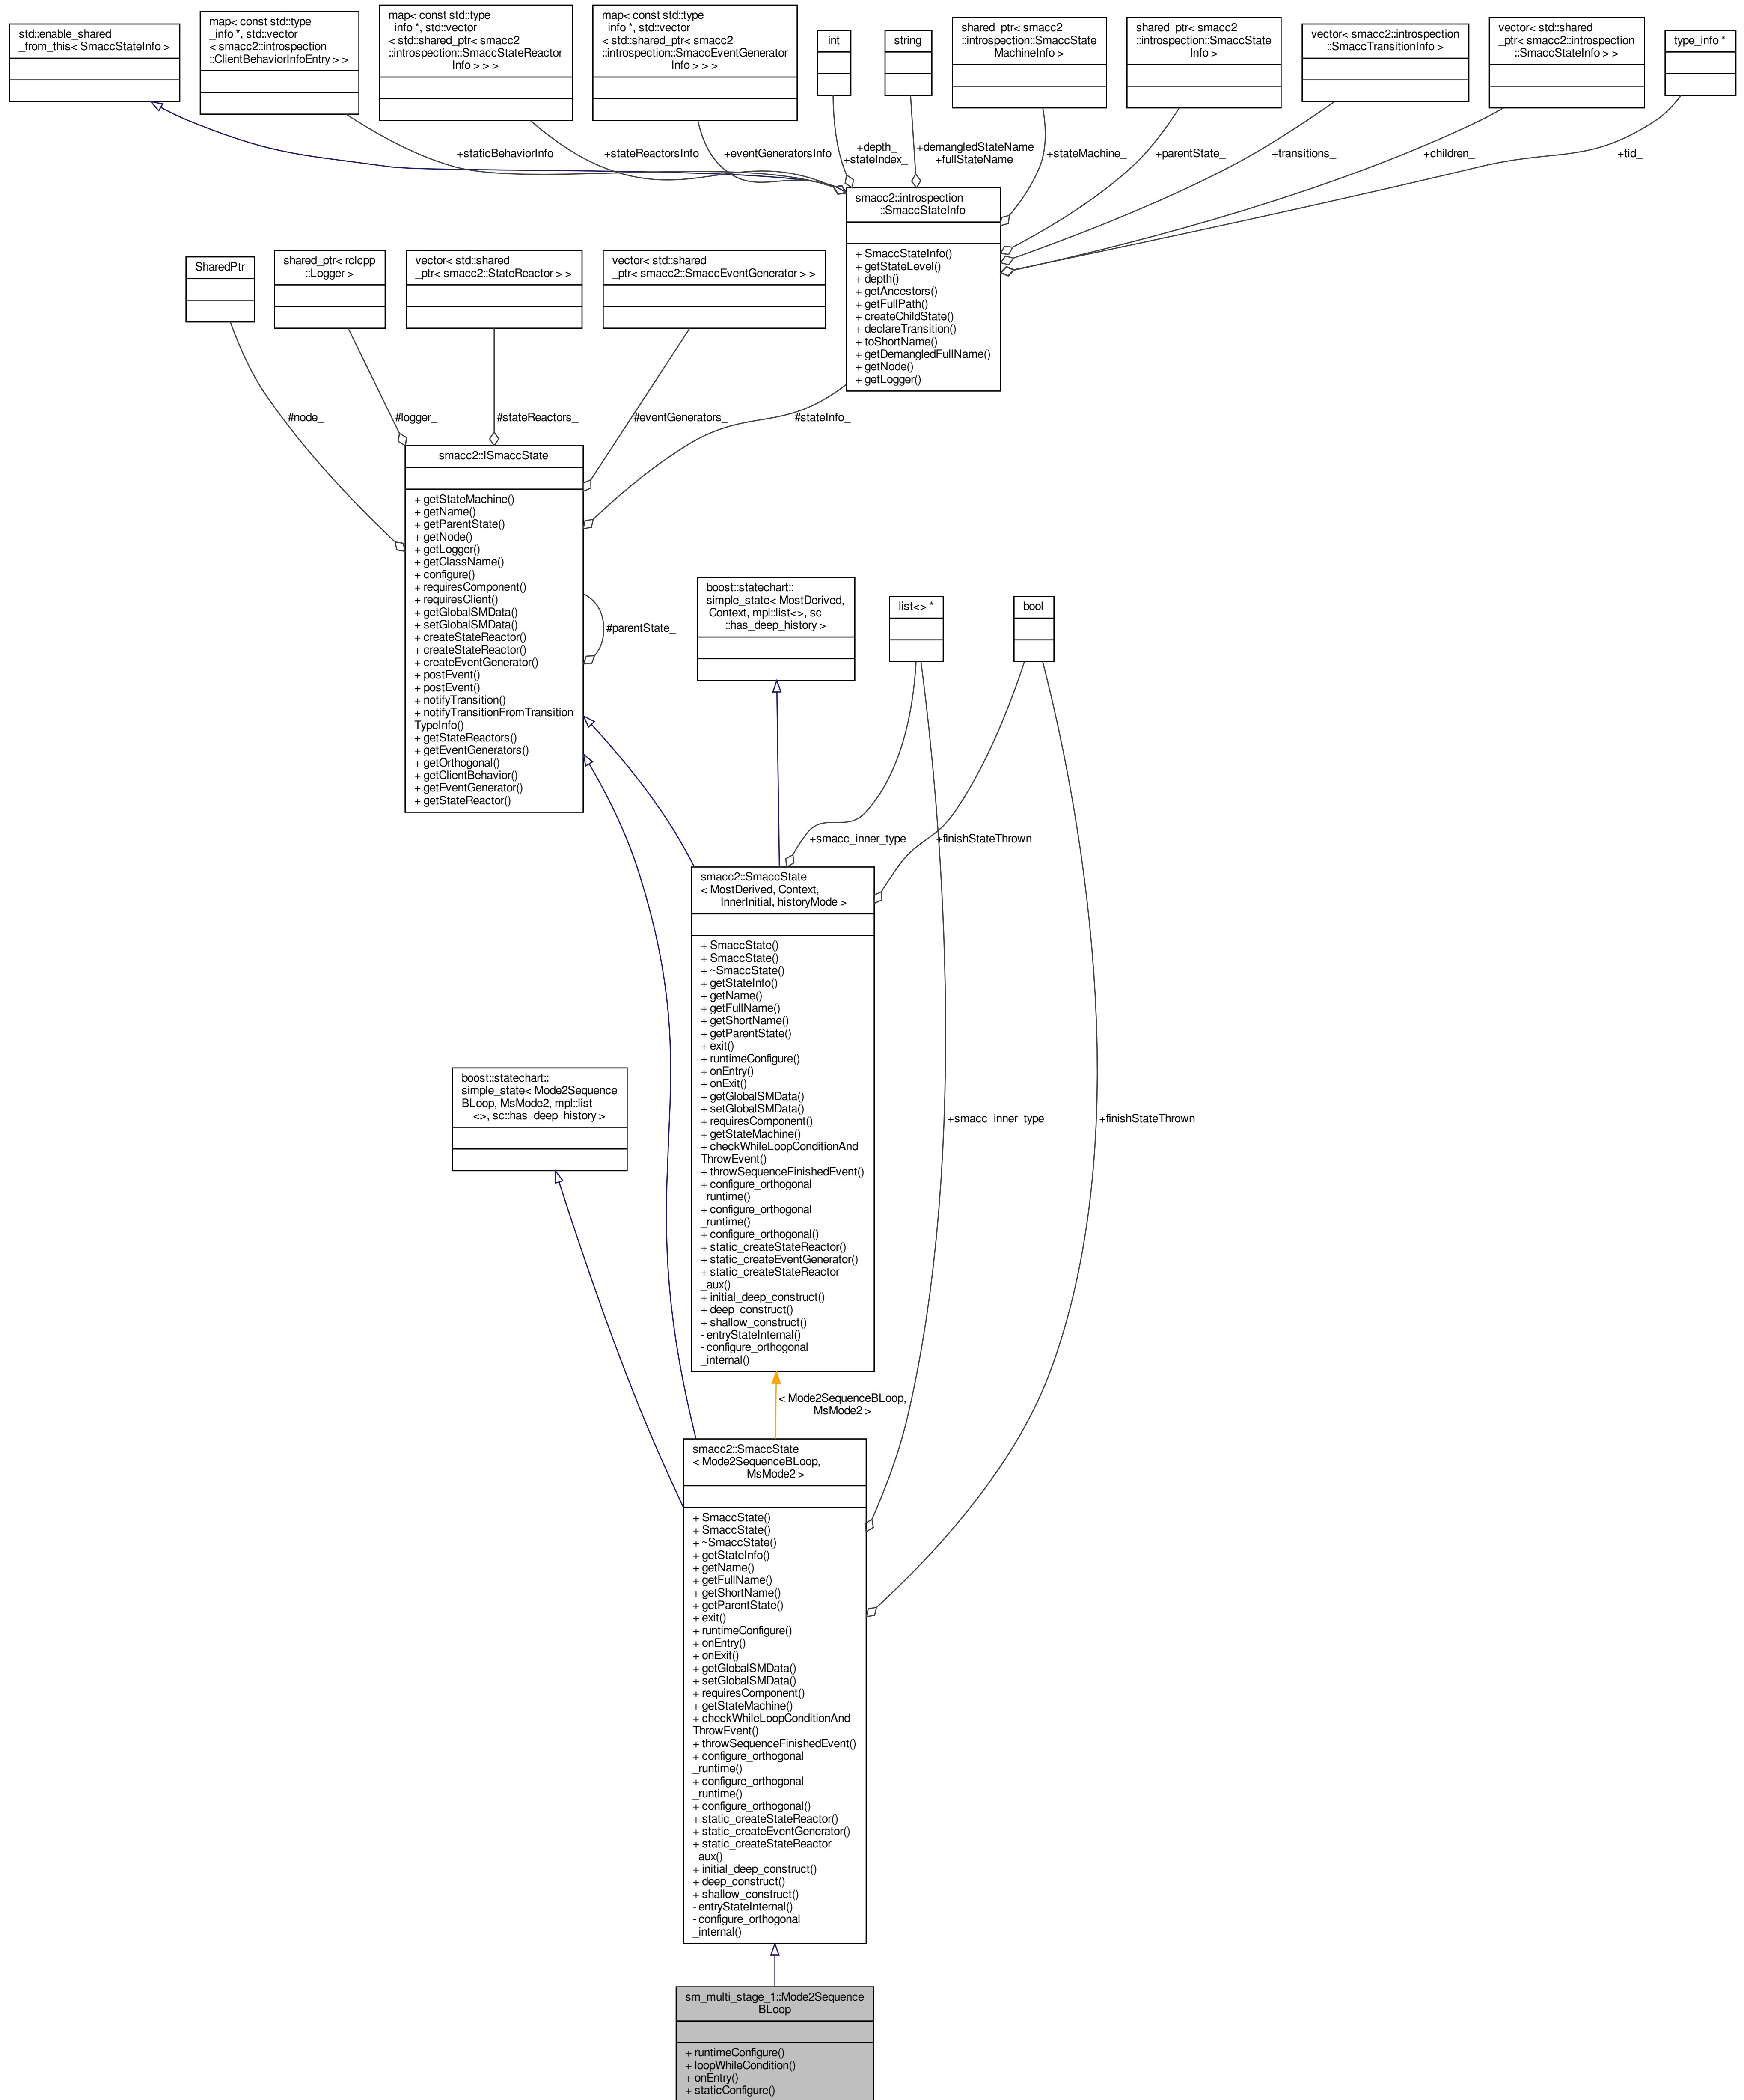 std::enable_shared
_from_this< SmaccStateInfo >
map< const std::type
_info *, std::vector
< smacc2::introspection
::ClientBehaviorInfoEntry > >
map< const std::type
_info *, std::vector
< std::shared_ptr< smacc2
::introspection::SmaccStateReactor
Info > > >
map< const std::type
_info *, std::vector
< std::shared_ptr< smacc2
::introspection::SmaccEventGenerator
Info > > >
int
string
shared_ptr< smacc2
::introspection::SmaccState
MachineInfo >
shared_ptr< smacc2
::introspection::SmaccState
Info >
vector< smacc2::introspection
::SmaccTransitionInfo >
vector< std::shared
_ptr< smacc2::introspection
::SmaccStateInfo > >
type_info *
+staticBehaviorInfo
+stateReactorsInfo
+eventGeneratorsInfo
+depth_
+stateIndex_
+demangledStateName
+fullStateName
+stateMachine_
+parentState_
+transitions_
+children_
+tid_
smacc2::introspection
::SmaccStateInfo
+ SmaccStateInfo()
+ getStateLevel()
+ depth()
+ getAncestors()
+ getFullPath()
+ createChildState()
+ declareTransition()
+ toShortName()
+ getDemangledFullName()
+ getNode()
+ getLogger()
SharedPtr
shared_ptr< rclcpp
::Logger >
vector< std::shared
_ptr< smacc2::StateReactor > >
vector< std::shared
_ptr< smacc2::SmaccEventGenerator > >
#node_
#logger_
#stateReactors_
#eventGenerators_
#stateInfo_
smacc2::ISmaccState
+ getStateMachine()
+ getName()
+ getParentState()
+ getNode()
+ getLogger()
+ getClassName()
+ configure()
+ requiresComponent()
+ requiresClient()
+ getGlobalSMData()
+ setGlobalSMData()
+ createStateReactor()
+ createStateReactor()
+ createEventGenerator()
+ postEvent()
+ postEvent()
+ notifyTransition()
+ notifyTransitionFromTransition
TypeInfo()
+ getStateReactors()
+ getEventGenerators()
+ getOrthogonal()
+ getClientBehavior()
+ getEventGenerator()
+ getStateReactor()
#parentState_
boost::statechart::
simple_state< MostDerived,
Context, mpl::list<>, sc
::has_deep_history >
list<> *
bool
+smacc_inner_type
+finishStateThrown
smacc2::SmaccState
< MostDerived, Context,
InnerInitial, historyMode >
+ SmaccState()
+ SmaccState()
+ ~SmaccState()
+ getStateInfo()
+ getName()
+ getFullName()
+ getShortName()
+ getParentState()
+ exit()
+ runtimeConfigure()
+ onEntry()
+ onExit()
+ getGlobalSMData()
+ setGlobalSMData()
+ requiresComponent()
+ getStateMachine()
+ checkWhileLoopConditionAnd
ThrowEvent()
+ throwSequenceFinishedEvent()
+ configure_orthogonal
_runtime()
+ configure_orthogonal
_runtime()
+ configure_orthogonal()
+ static_createStateReactor()
+ static_createEventGenerator()
+ static_createStateReactor
_aux()
+ initial_deep_construct()
+ deep_construct()
+ shallow_construct()
- entryStateInternal()
- configure_orthogonal
_internal()
boost::statechart::
simple_state< Mode2Sequence
BLoop, MsMode2, mpl::list
<>, sc::has_deep_history >
+smacc_inner_type
+finishStateThrown
< Mode2SequenceBLoop,
MsMode2 >
smacc2::SmaccState
< Mode2SequenceBLoop,
MsMode2 >
+ SmaccState()
+ SmaccState()
+ ~SmaccState()
+ getStateInfo()
+ getName()
+ getFullName()
+ getShortName()
+ getParentState()
+ exit()
+ runtimeConfigure()
+ onEntry()
+ onExit()
+ getGlobalSMData()
+ setGlobalSMData()
+ requiresComponent()
+ getStateMachine()
+ checkWhileLoopConditionAnd
ThrowEvent()
+ throwSequenceFinishedEvent()
+ configure_orthogonal
_runtime()
+ configure_orthogonal
_runtime()
+ configure_orthogonal()
+ static_createStateReactor()
+ static_createEventGenerator()
+ static_createStateReactor
_aux()
+ initial_deep_construct()
+ deep_construct()
+ shallow_construct()
- entryStateInternal()
- configure_orthogonal
_internal()
sm_multi_stage_1::Mode2Sequence
BLoop
+ runtimeConfigure()
+ loopWhileCondition()
+ onEntry()
+ staticConfigure()